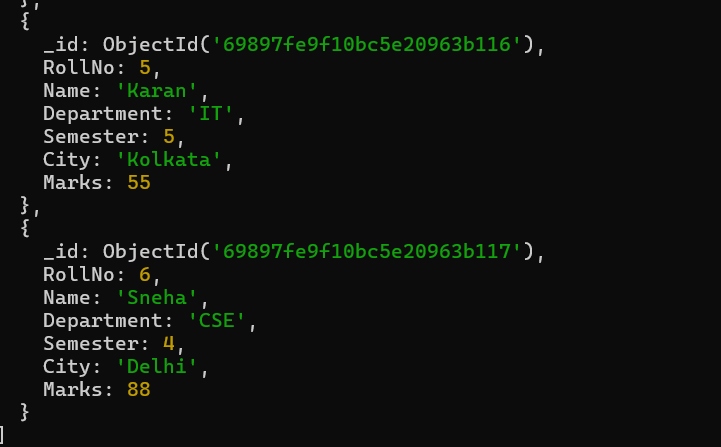 },
{
_id: ObjectId('69897fe9f10bc5e20963b116'),
RollNo: 5,
Name: 'Karan',
Department: 'IT',
Semester: 5,
City: 'Kolkata',
Marks: 55
},
{
_id: ObjectId('69897fe9f10bc5e20963b117'),
RollNo: 6,
Name: 'Sneha',
Department: 'CSE',
Semester: 4,
City: 'Delhi',
Marks: 88
}
]